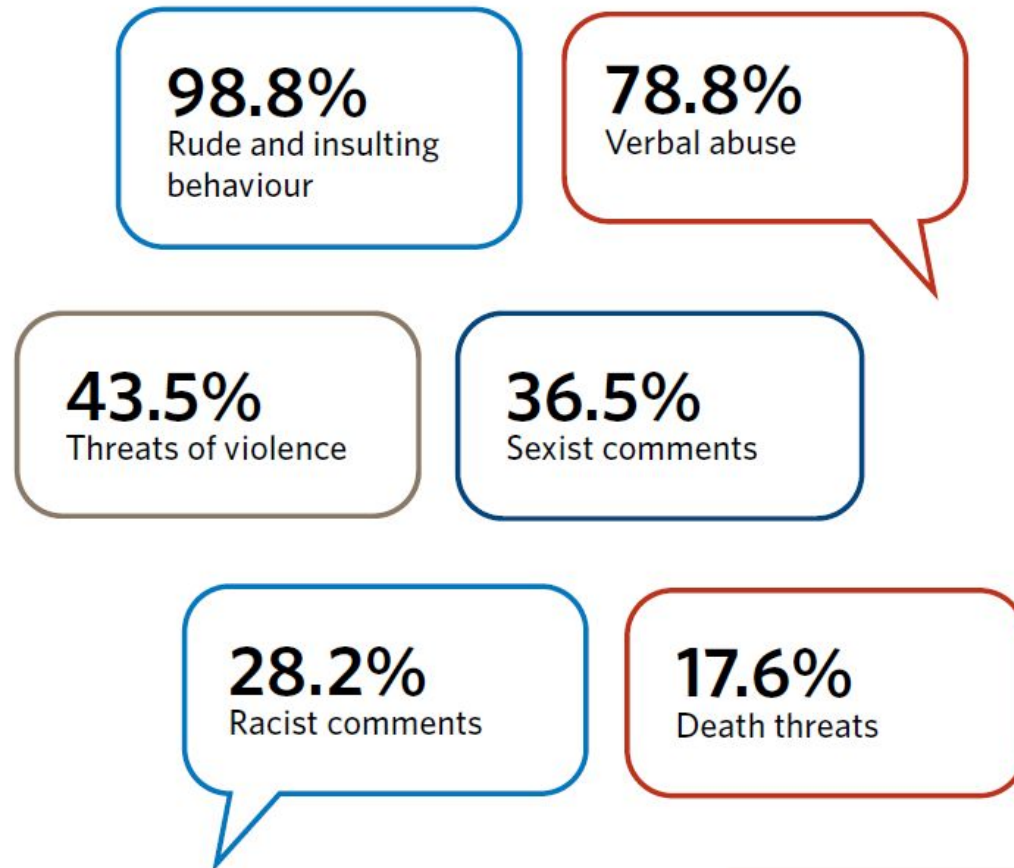 98.8%
Rude and insulting
behaviour
78.8%
Verbal abuse
43.5%
Threats of violence
36.5%
Sexist comments
28.2%
Racist comments
17.6%
Death threats